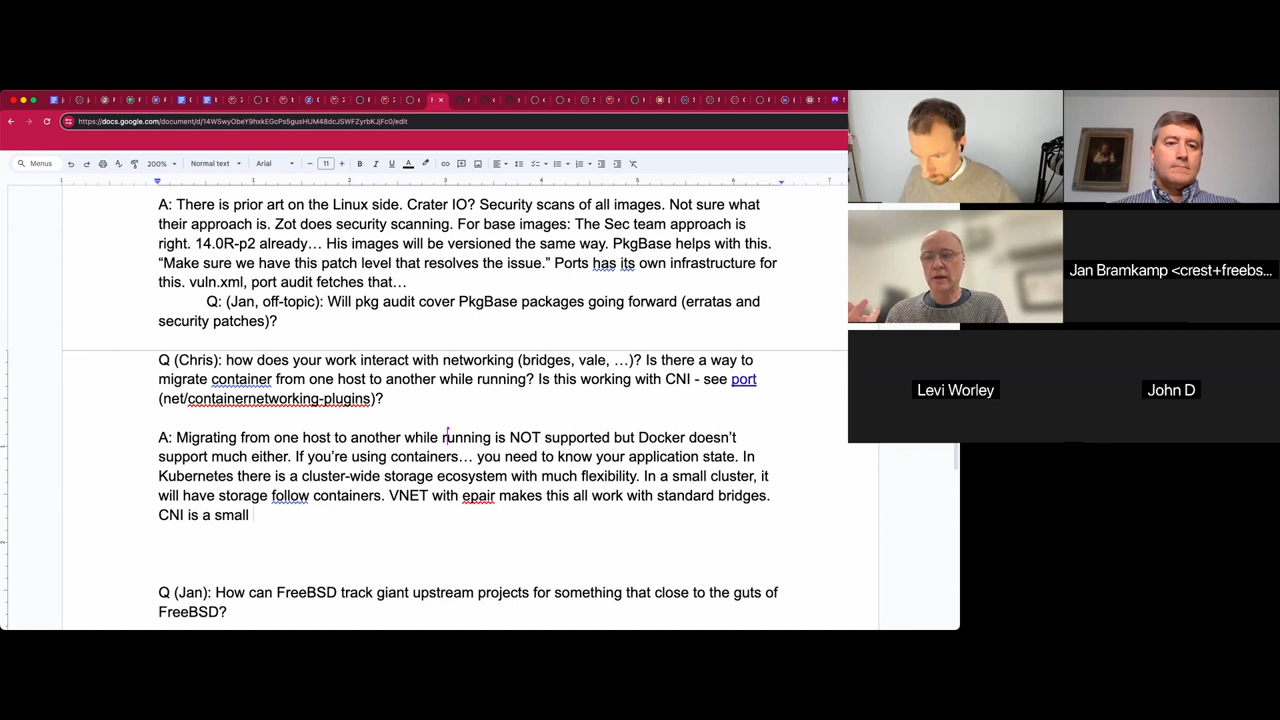 https://docs.google.com/document/d/14WSwyObeY9hxkEGcPs5gusHUM48dcJSWFZyrbKJjFc0/edit
Menus
200%
Normal text
Arial
11
1 1 2 3 4 5 6 7
A: There is prior art on the Linux side. Crater IO? Security scans of all images. Not sure what
their approach is. Zot does security scanning. For base images: The Sec team approach is
right. 14.0R-p2 already… His images will be versioned the same way. PkgBase helps with this.
“Make sure we have this patch level that resolves the issue.” Ports has its own infrastructure for
this. vuln.xml, port audit fetches that…
Q: (Jan, off-topic): Will pkg audit cover PkgBase packages going forward (erratas and
security patches)?
Q (Chris): how does your work interact with networking (bridges, vale, …)? Is there a way to
migrate container from one host to another while running? Is this working with CNI - see port
(net/containernetworking-plugins)?
A: Migrating from one host to another while running is NOT supported but Docker doesn’t
support much either. If you’re using containers… you need to know your application state. In
Kubernetes there is a cluster-wide storage ecosystem with much flexibility. In a small cluster, it
will have storage follow containers. VNET with epair makes this all work with standard bridges.
CNI is a small
Q (Jan): How can FreeBSD track giant upstream projects for something that close to the guts of
FreeBSD?
Jan Bramkamp <crest+freebs...
Levi Worley
John D